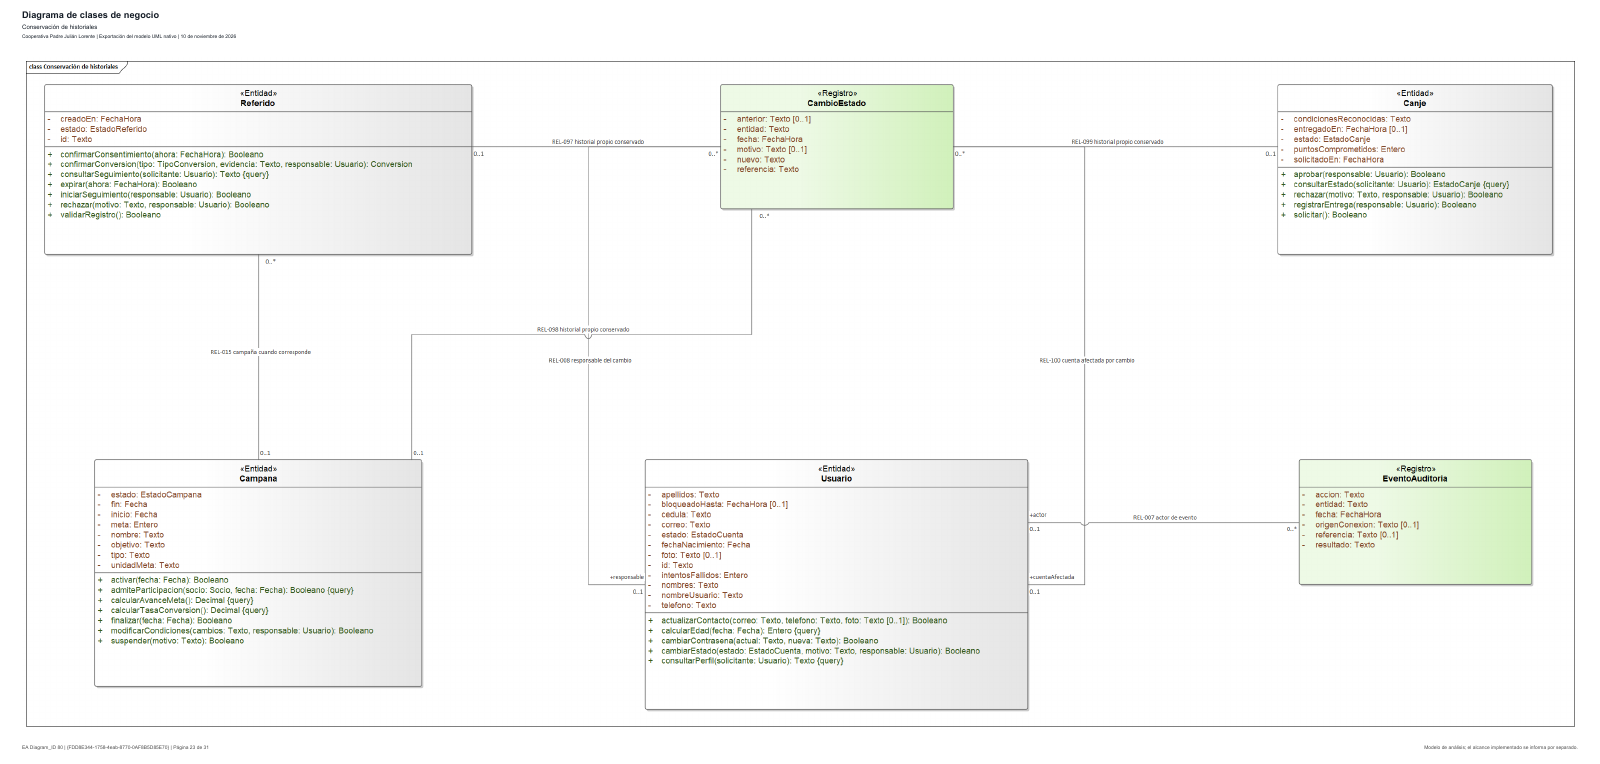 Diagrama de clases de negocio
Conservación de historiales
Cooperativa Padre Julián Lorente | Exportación del modelo UML nativo | 10 de noviembre de 2026
class Conservación de historiales
«Entidad»
Referido
- creadoEn: FechaHora
- estado: EstadoReferido
- id: Texto
+ confirmarConsentimiento(ahora: FechaHora): Booleano
+ confirmarConversion(tipo: TipoConversion, evidencia: Texto, responsable: Usuario): Conversion
+ consultarSeguimiento(solicitante: Usuario): Texto {query}
+ expirar(ahora: FechaHora): Booleano
+ iniciarSeguimiento(responsable: Usuario): Booleano
+ rechazar(motivo: Texto, responsable: Usuario): Booleano
+ validarRegistro(): Booleano
REL-097 historial propio conservado
0..1
0..*
«Registro»
CambioEstado
- anterior: Texto [0..1]
- entidad: Texto
- fecha: FechaHora
- motivo: Texto [0..1]
- nuevo: Texto
- referencia: Texto
REL-099 historial propio conservado
0..*
0..1
«Entidad»
Canje
- condicionesReconocidas: Texto
- entregadoEn: FechaHora [0..1]
- estado: EstadoCanje
- puntosComprometidos: Entero
- solicitadoEn: FechaHora
+ aprobar(responsable: Usuario): Booleano
+ consultarEstado(solicitante: Usuario): EstadoCanje {query}
+ rechazar(motivo: Texto, responsable: Usuario): Booleano
+ registrarEntrega(responsable: Usuario): Booleano
+ solicitar(): Booleano
0..*
0..*
REL-098 historial propio conservado
REL-015 campaña cuando corresponde
REL-008 responsable del cambio
REL-100 cuenta afectada por cambio
0..1
0..1
«Entidad»
Campana
- estado: EstadoCampana
- fin: Fecha
- inicio: Fecha
- meta: Entero
- nombre: Texto
- objetivo: Texto
- tipo: Texto
- unidadMeta: Texto
+ activar(fecha: Fecha): Booleano
+ admiteParticipacion(socio: Socio, fecha: Fecha): Booleano {query}
+ calcularAvanceMeta(): Decimal {query}
+ calcularTasaConversion(): Decimal {query}
+ finalizar(fecha: Fecha): Booleano
+ modificarCondiciones(cambios: Texto, responsable: Usuario): Booleano
+ suspender(motivo: Texto): Booleano
+responsable
0..1
«Entidad»
Usuario
- apellidos: Texto
- bloqueadoHasta: FechaHora [0..1]
- cedula: Texto
- correo: Texto
- estado: EstadoCuenta
- fechaNacimiento: Fecha
- foto: Texto [0..1]
- id: Texto
- intentosFallidos: Entero
- nombres: Texto
- nombreUsuario: Texto
- telefono: Texto
+ actualizarContacto(correo: Texto, telefono: Texto, foto: Texto [0..1]): Booleano
+ calcularEdad(fecha: Fecha): Entero {query}
+ cambiarContrasena(actual: Texto, nueva: Texto): Booleano
+ cambiarEstado(estado: EstadoCuenta, motivo: Texto, responsable: Usuario): Booleano
+ consultarPerfil(solicitante: Usuario): Texto {query}
+actor
0..1
REL-007 actor de evento
0..*
+cuentaAfectada
0..1
«Registro»
EventoAuditoria
- accion: Texto
- entidad: Texto
- fecha: FechaHora
- origenConexion: Texto [0..1]
- referencia: Texto [0..1]
- resultado: Texto
Página 23 de 31
Modelo de análisis; el alcance implementado se informa por separado.